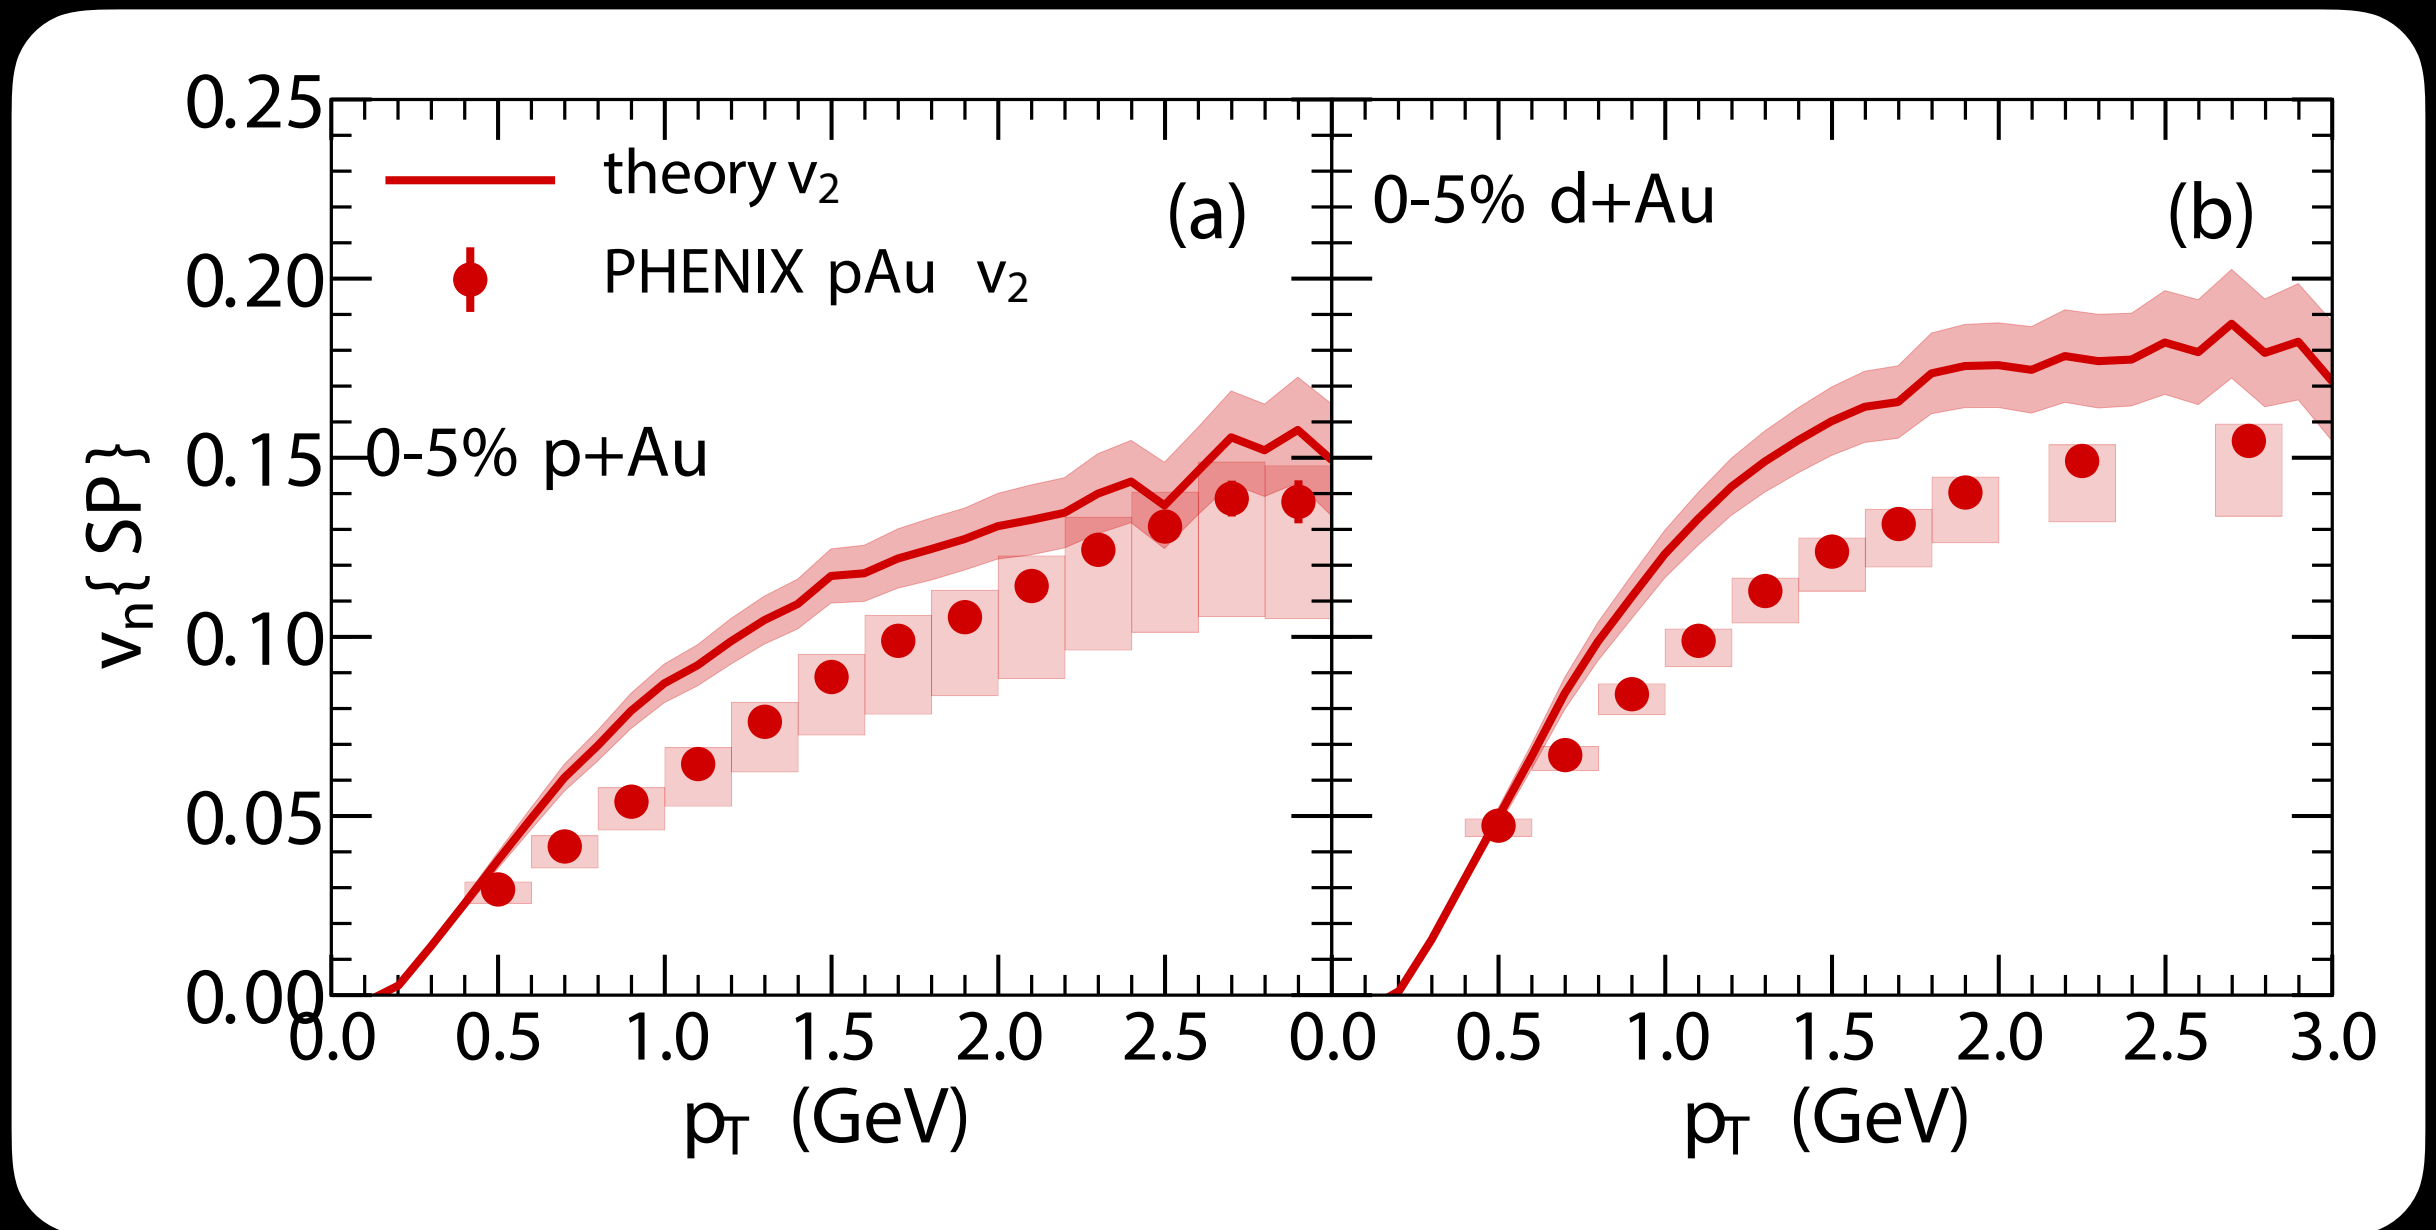 0.25
0.20
0.15
0.10
0.05
0.00
vₙ{SP}
theory v₂
PHENIX pAu v₂
(a)
0-5% p+Au
0.0 0.5 1.0 1.5 2.0 2.5
p_T (GeV)
0-5% d+Au
(b)
0.0 0.5 1.0 1.5 2.0 2.5 3.0
p_T (GeV)